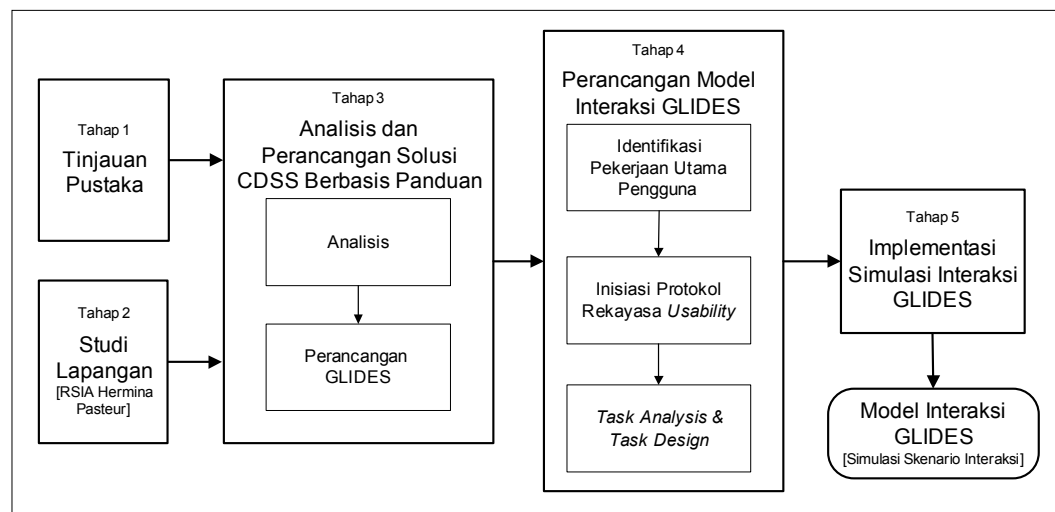 Tahap 1
Tinjauan
Pustaka
Tahap 2
Studi
Lapangan
[RSIA Hermina
Pasteur]
Tahap 3
Analisis dan
Perancangan Solusi
CDSS Berbasis Panduan
Analisis
Perancangan
GLIDES
Tahap 4
Perancangan Model
Interaksi GLIDES
Identifikasi
Pekerjaan Utama
Pengguna
Inisiasi Protokol
Rekayasa Usability
Task Analysis &
Task Design
Tahap 5
Implementasi
Simulasi Interaksi
GLIDES
Model Interaksi
GLIDES
[Simulasi Skenario Interaksi]